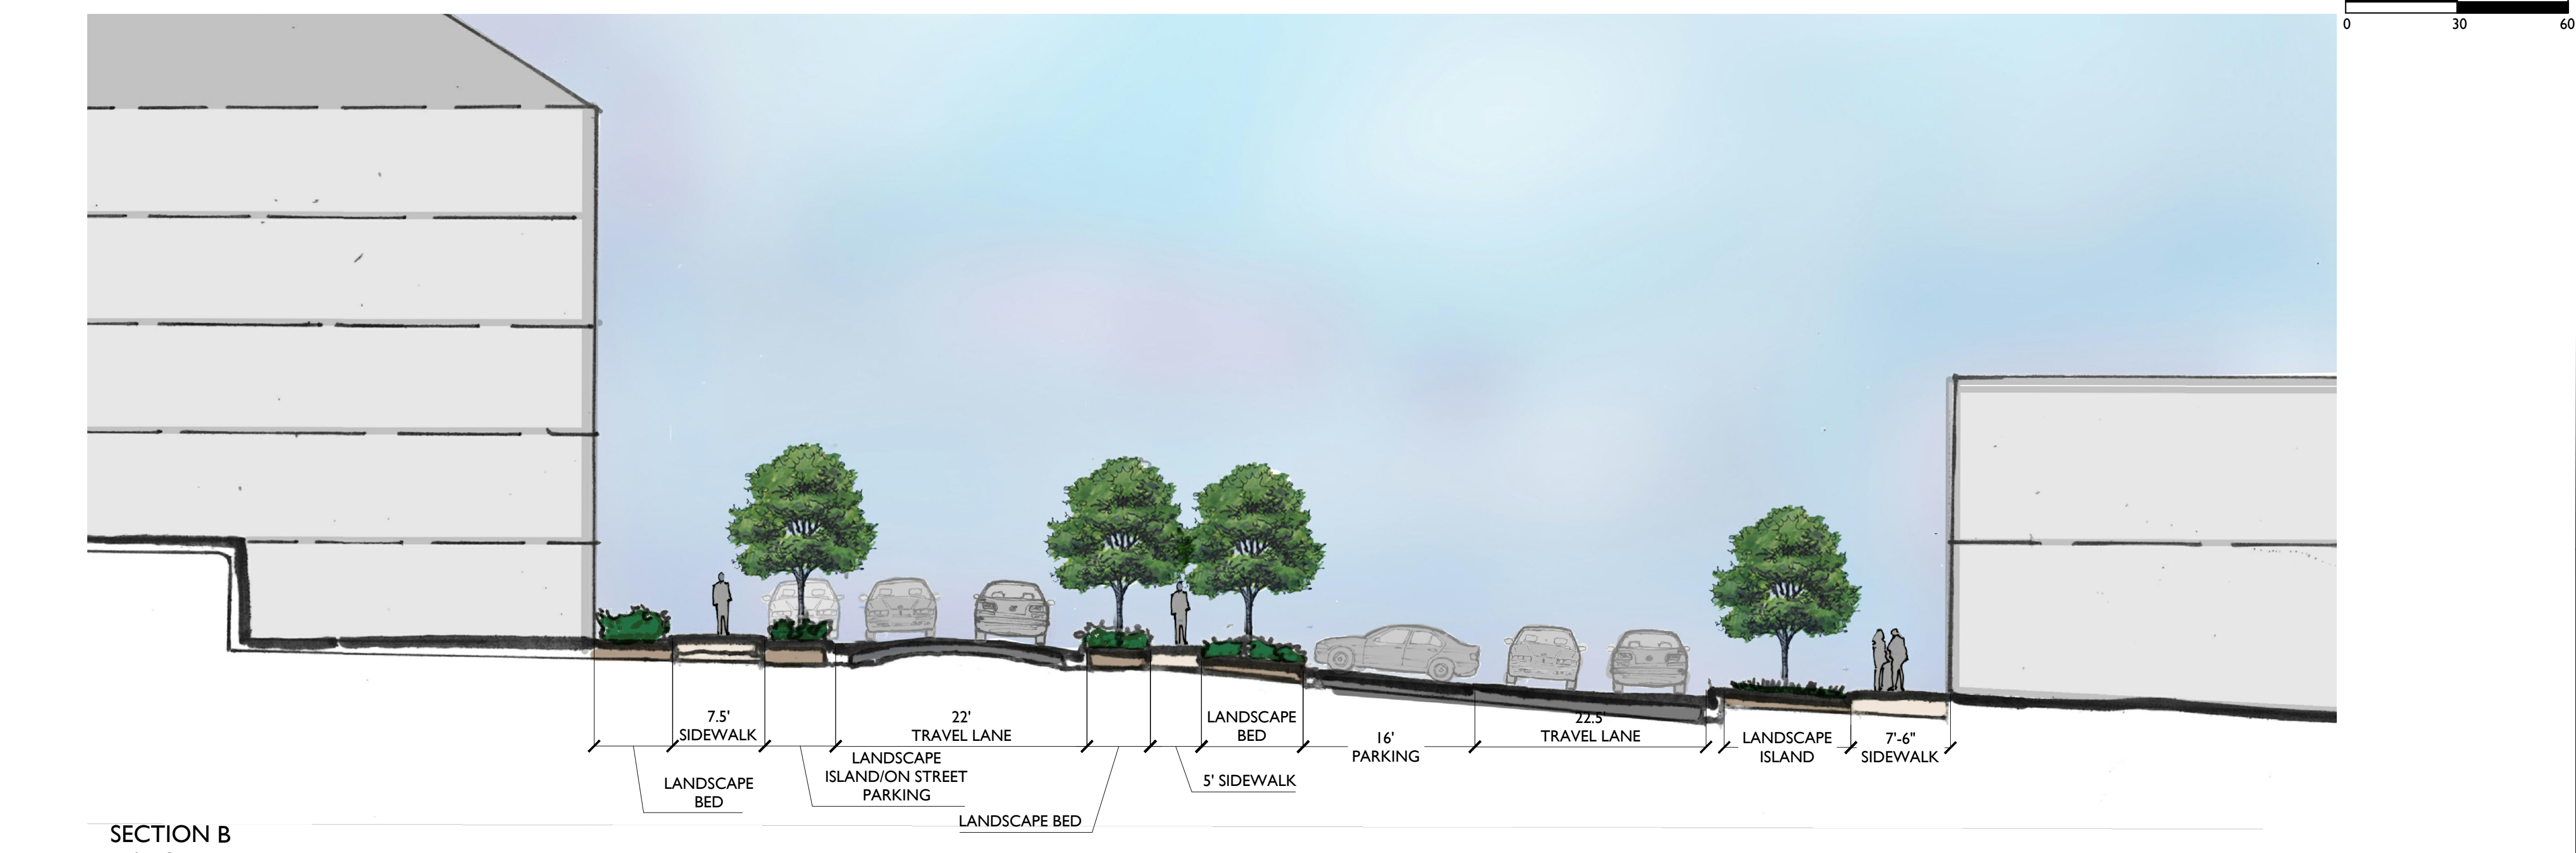 0 30 60
7.5'
SIDEWALK
22'
TRAVEL LANE
LANDSCAPE
BED
16'
PARKING
22.5'
TRAVEL LANE
LANDSCAPE
ISLAND
7'-6"
SIDEWALK
LANDSCAPE
BED
LANDSCAPE
ISLAND/ON STREET
PARKING
LANDSCAPE BED
5' SIDEWALK
SECTION B